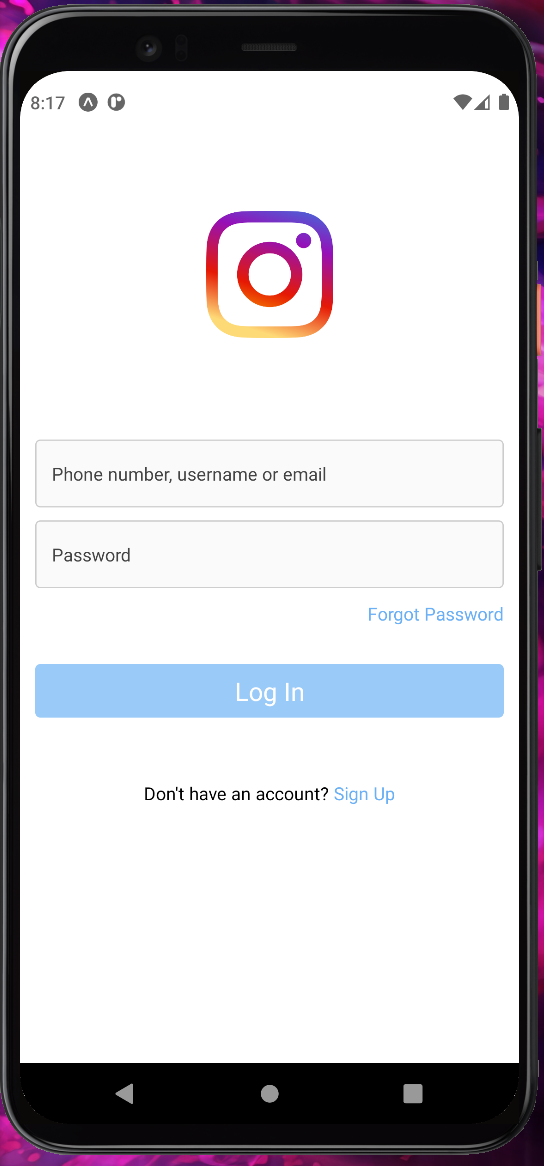 8:17
Phone number, username or email
Password
Forgot Password
Log In
Don't have an account? Sign Up